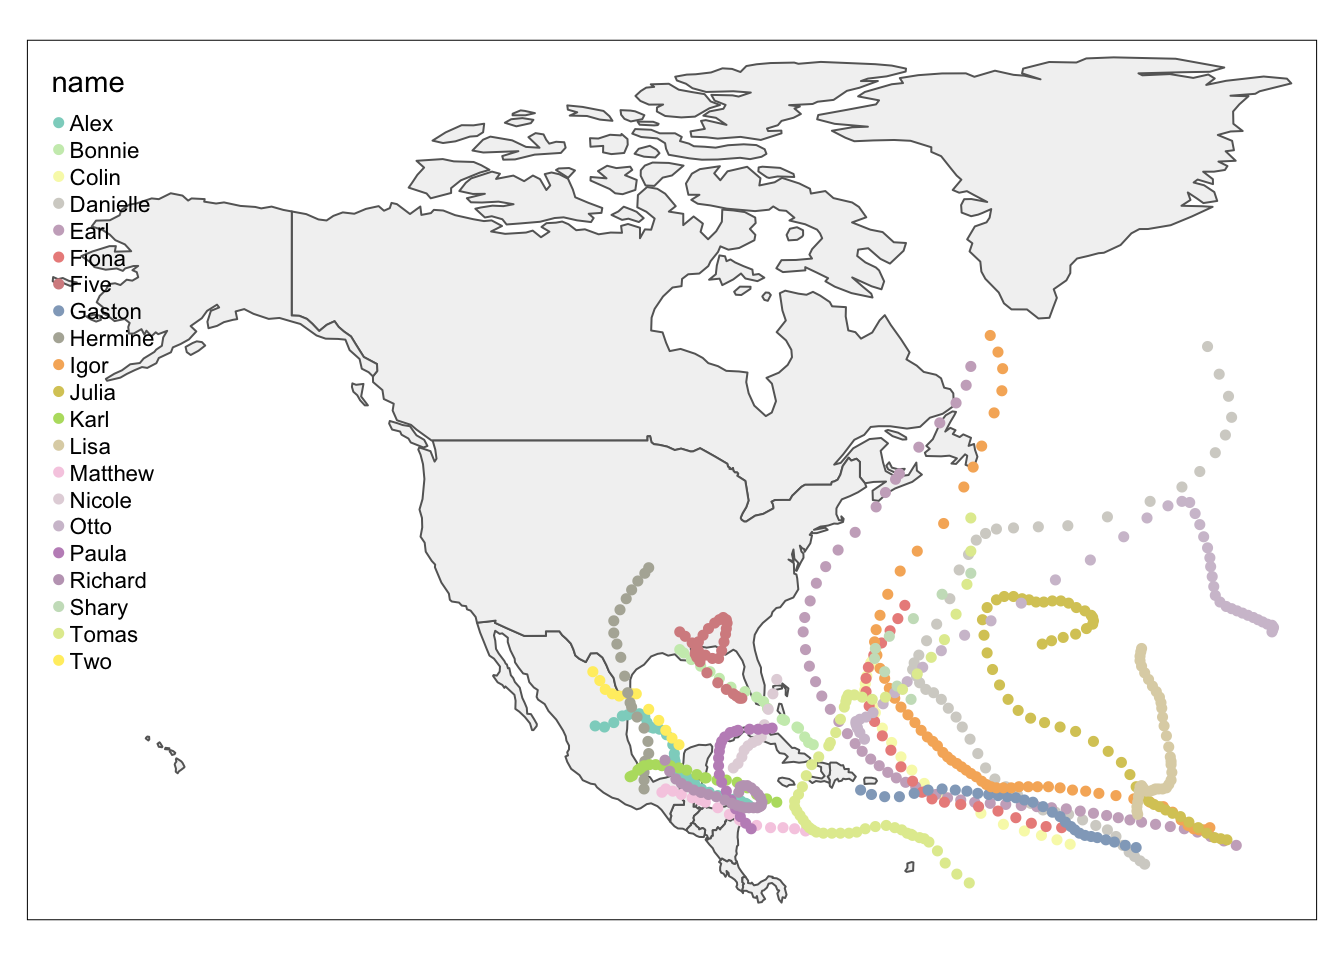 name
Alex
Bonnie
Colin
Danielle
Earl
Fiona
Five
Gaston
Hermine
Igor
Julia
Karl
Lisa
Matthew
Nicole
Otto
Paula
Richard
Shary
Tomas
Two